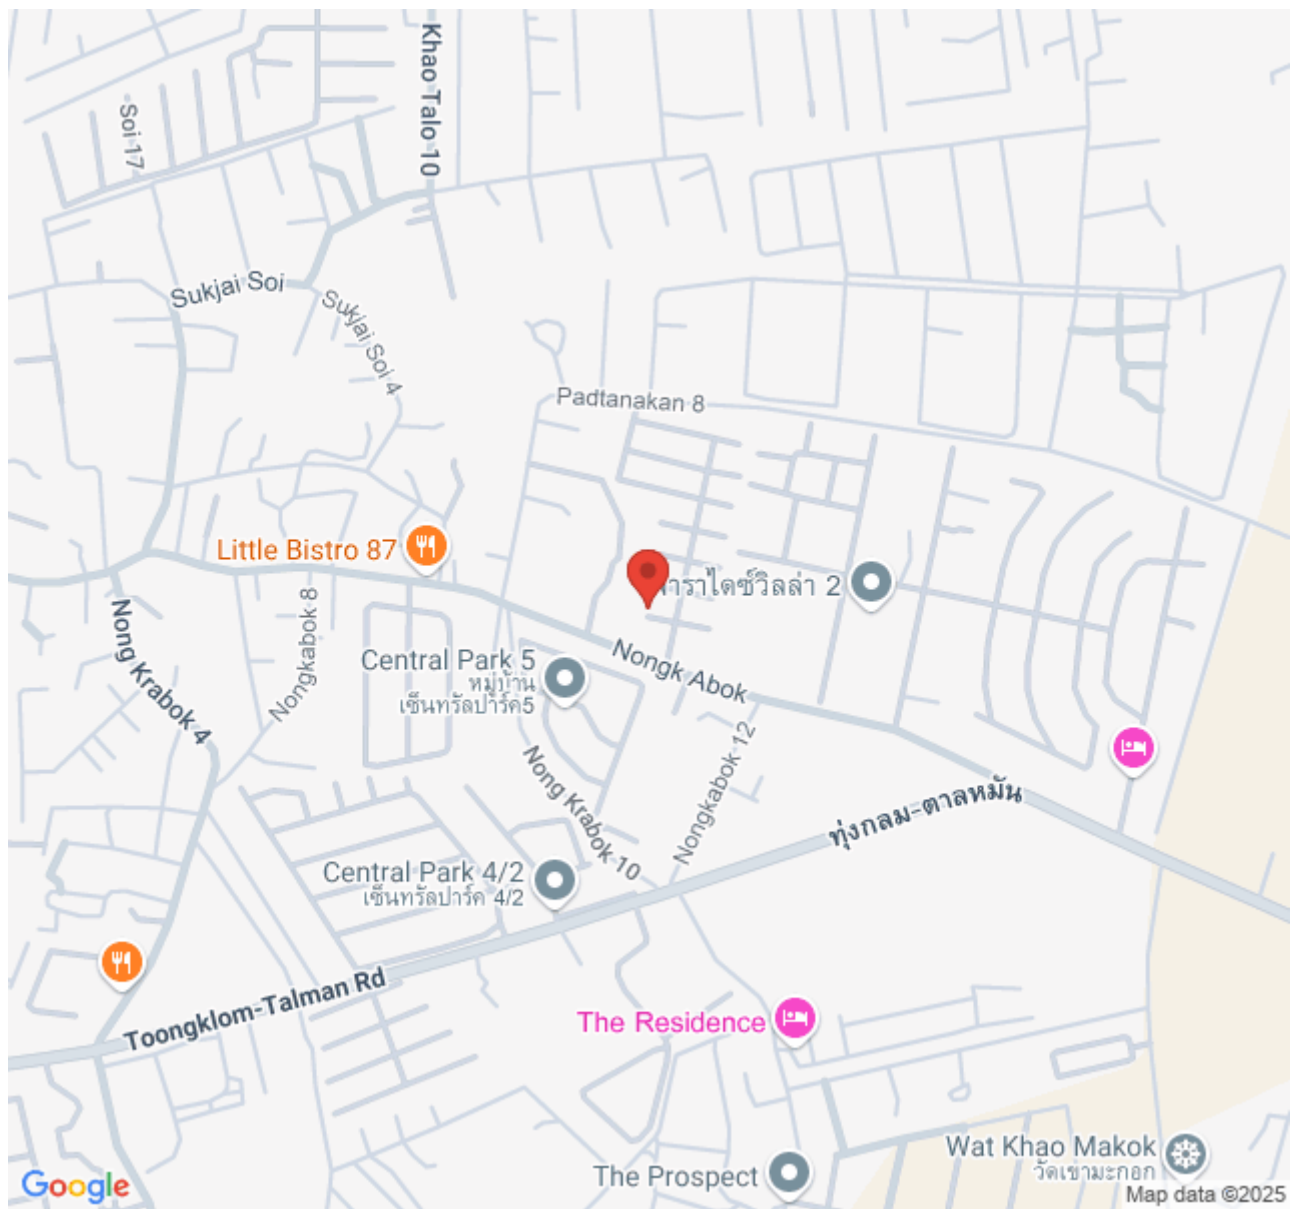 Khao Talo 10
Soi 17
Sukjai Soi
Sukjai Soi 4
Padtanakan 8
Little Bistro 87
าราไดซ์วิลล่า 2
Nong Krabok 4
Nongkabok 8
Central Park 5
หมู่บ้าน
เซ็นทรัลปาร์ค5
Nongk Abok
Nongkabok 12
Nong Krabok 10
ทุ่งกลม-ตาลหมัน
Central Park 4/2
เซ็นทรัลปาร์ค 4/2
Toongklom-Talman Rd
The Residence
Wat Khao Makok
วัดเขามะกอก
The Prospect
Google
Map data ©2025